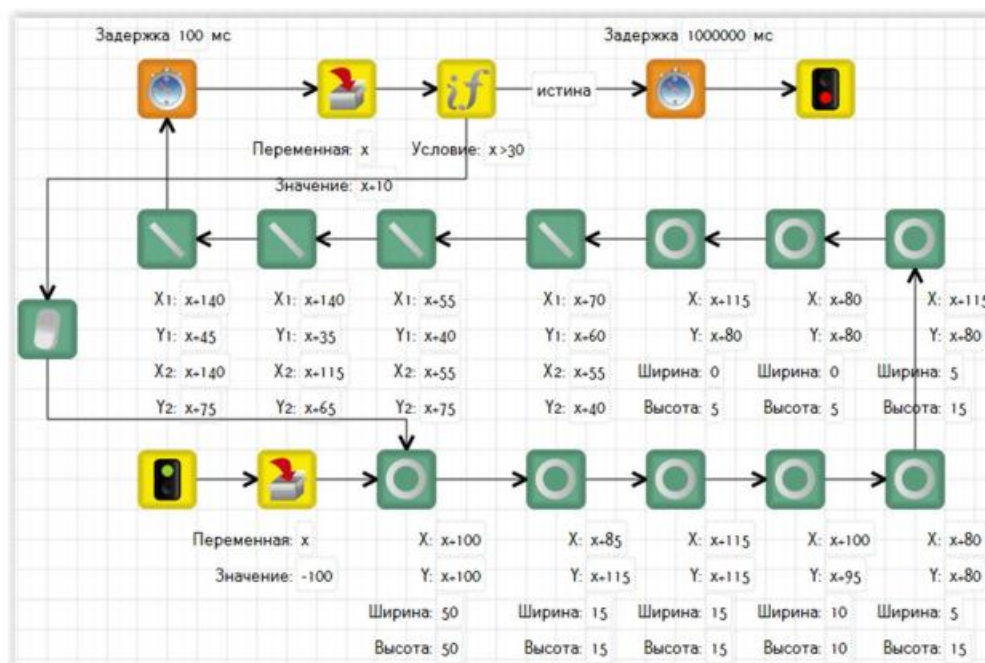 Задержка 100 мс Задержка 1000000 мс
if истина
Переменная: x Условие: x>30
Значение: x+10
X1: x+140 X1: x+140 X1: x+55 X1: x+70 X: x+115 X: x+80 X: x+115
Y1: x+45 Y1: x+35 Y1: x+40 Y1: x+60 Y: x+80 Y: x+80 Y: x+80
X2: x+140 X2: x+115 X2: x+55 X2: x+55 Ширина: 0 Ширина: 0 Ширина: 5
Y2: x+75 Y2: x+65 Y2: x+75 Y2: x+40 Высота: 5 Высота: 5 Высота: 15
Переменная: x X: x+100 X: x+85 X: x+115 X: x+100 X: x+80
Значение: -100 Y: x+100 Y: x+115 Y: x+115 Y: x+95 Y: x+80
Ширина: 50 Ширина: 15 Ширина: 15 Ширина: 10 Ширина: 5
Высота: 50 Высота: 15 Высота: 15 Высота: 10 Высота: 15